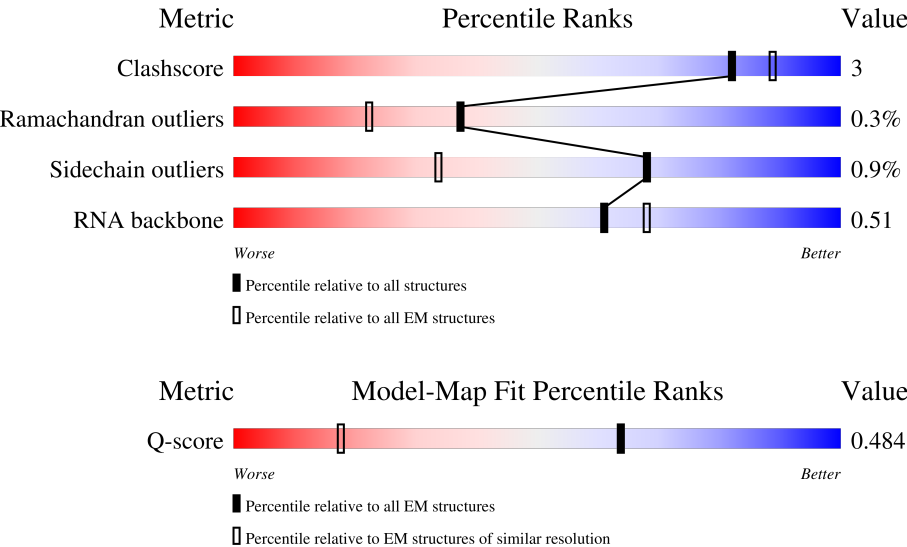 Metric Percentile Ranks Value
Clashscore 3
Ramachandran outliers 0.3%
Sidechain outliers 0.9%
RNA backbone 0.51
Worse Better
Percentile relative to all structures
Percentile relative to all EM structures
Metric Model-Map Fit Percentile Ranks Value
Q-score 0.484
Worse Better
Percentile relative to all EM structures
Percentile relative to EM structures of similar resolution